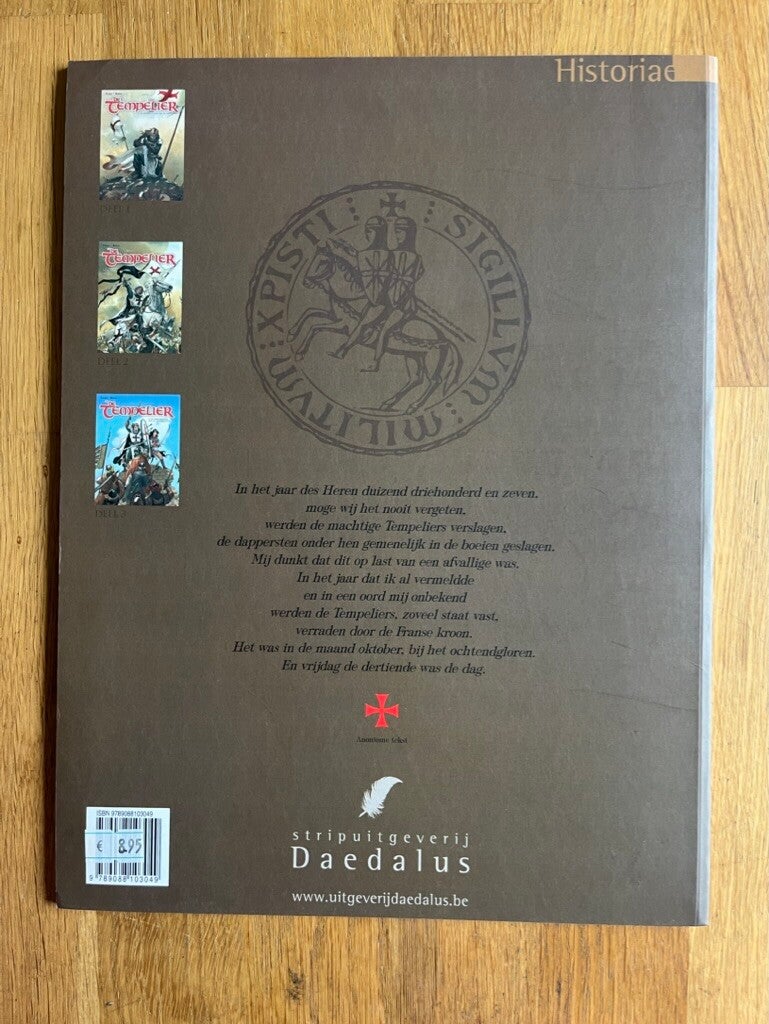 Historiae
TEMPELIER
DEEL 1
TEMPELIER
DEEL 2
TEMPELIER
DEEL 3
XPISTI SIGILLVM MILITVM
In het jaar des Heren duizend driehonderd en zeven,
moge wij het nooit vergeten,
werden de machtige Tempeliers verslagen,
de dappersten onder hen gemenelijk in de boeien geslagen.
Mij dunkt dat dit op last van een afvallige was.
In het jaar dat ik al vermeldde
en in een oord mij onbekend
werden de Tempeliers, zoveel staat vast,
verraden door de Franse kroon.
Het was in de maand oktober, bij het ochtendgloren.
En vrijdag de dertiende was de dag.
Anonieme tekst
stripuitgeverij
Daedalus
www.uitgeverijdaedalus.be
ISBN 9789088103049
€ 8.95
9 789088 103049